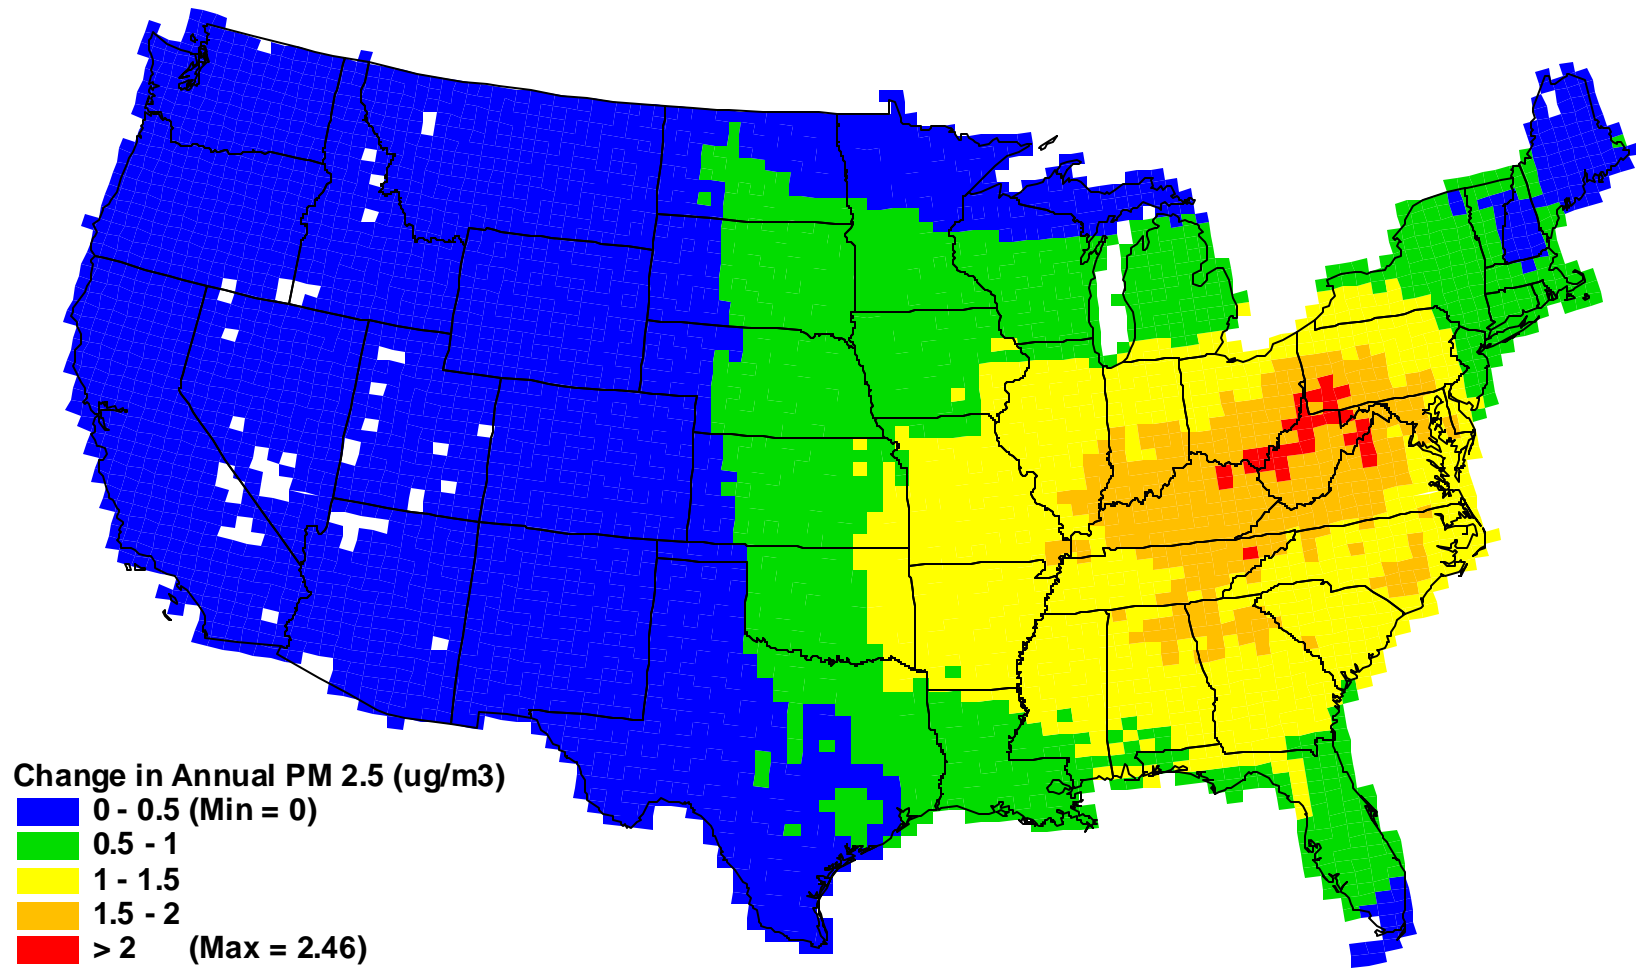 Change in Annual PM 2.5 (ug/m3)
0 - 0.5 (Min = 0)
0.5 - 1
1 - 1.5
1.5 - 2
> 2 (Max = 2.46)